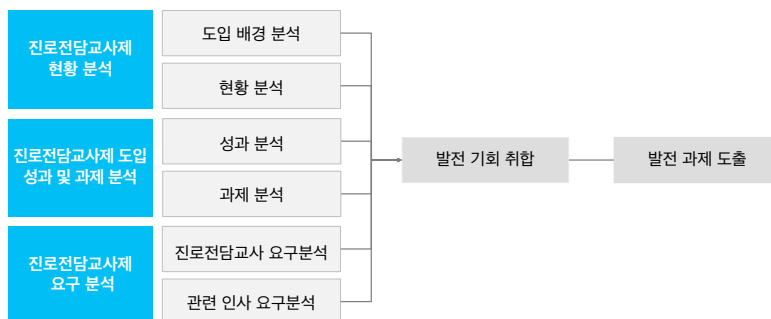 진로전담교사제
현황 분석
도입 배경 분석
현황 분석
진로전담교사제 도입
성과 및 과제 분석
성과 분석
과제 분석
진로전담교사제
요구 분석
진로전담교사 요구분석
관련 인사 요구분석
발전 기회 취합
발전 과제 도출